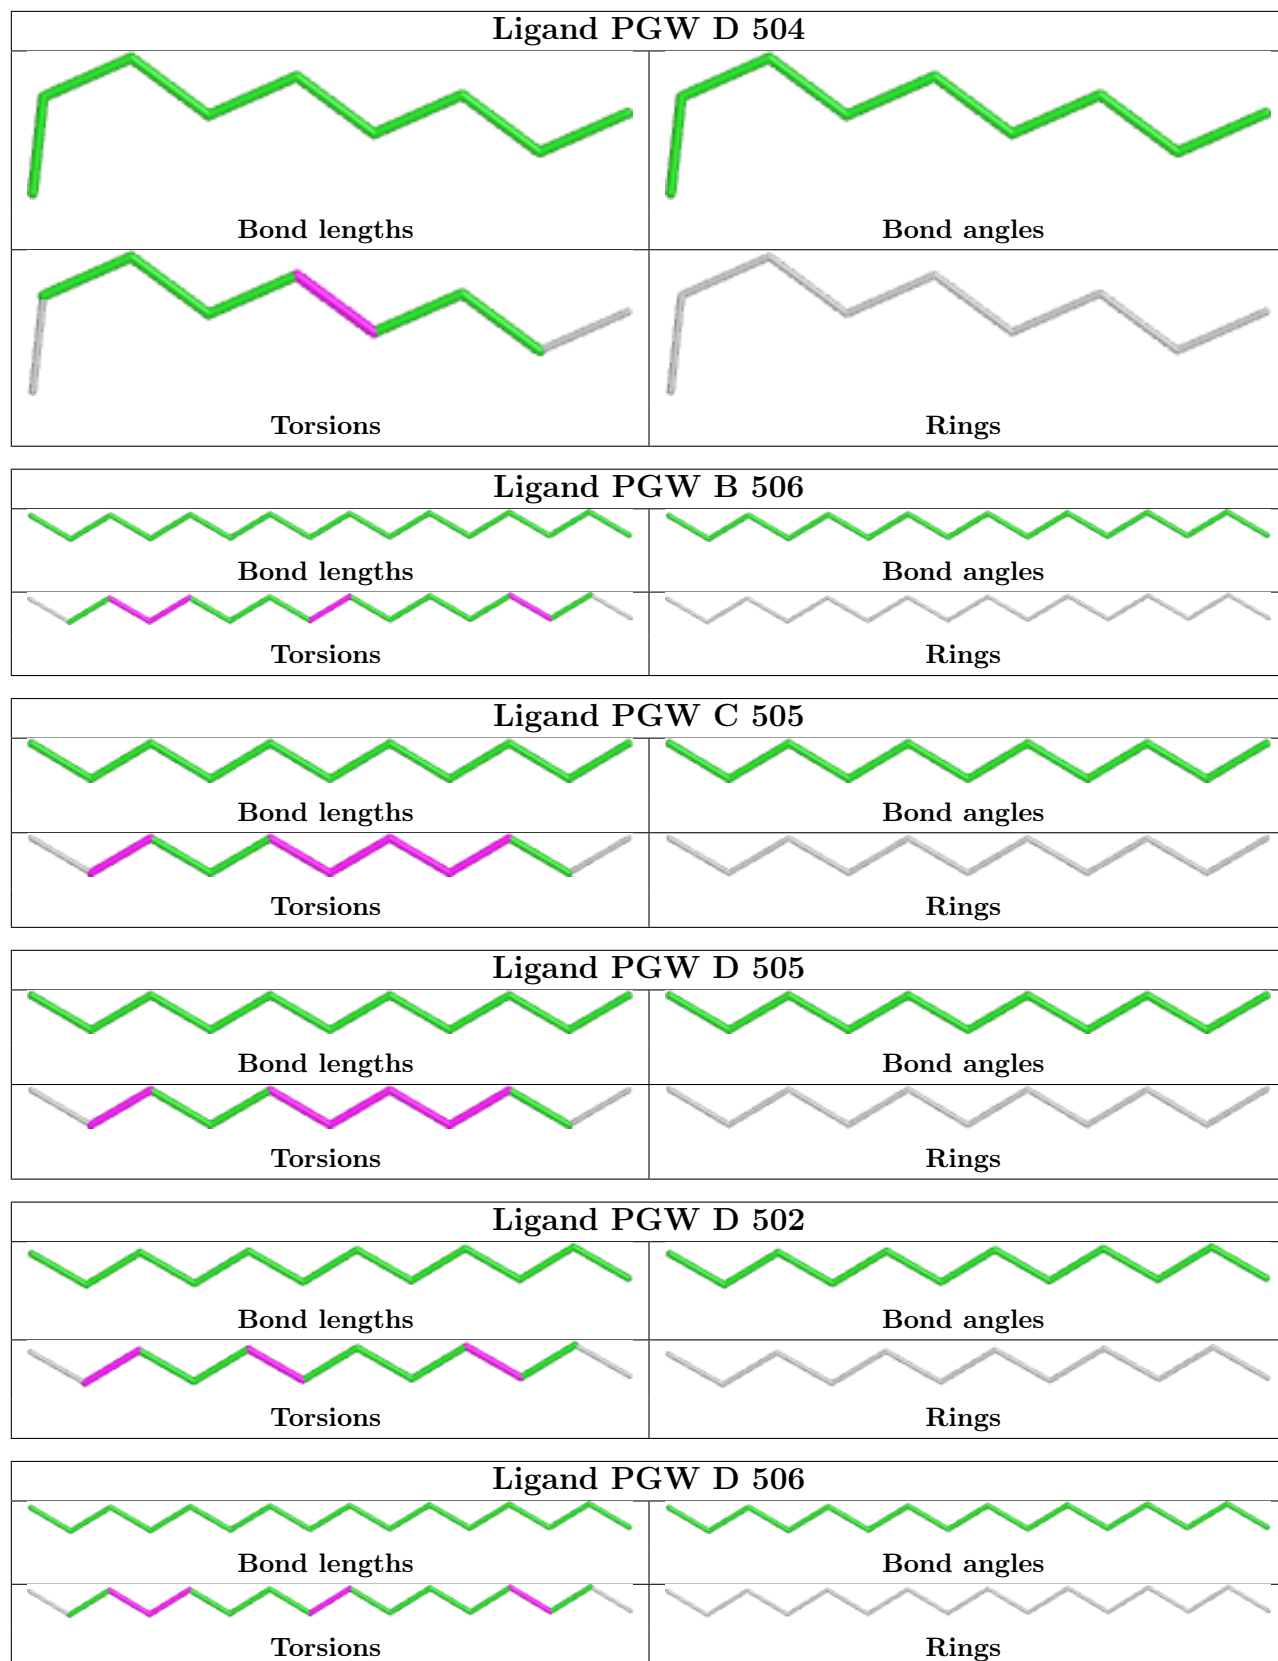 Ligand PGW D 504
Bond lengths Bond angles
Torsions Rings
Ligand PGW B 506
Bond lengths Bond angles
Torsions Rings
Ligand PGW C 505
Bond lengths Bond angles
Torsions Rings
Ligand PGW D 505
Bond lengths Bond angles
Torsions Rings
Ligand PGW D 502
Bond lengths Bond angles
Torsions Rings
Ligand PGW D 506
Bond lengths Bond angles
Torsions Rings